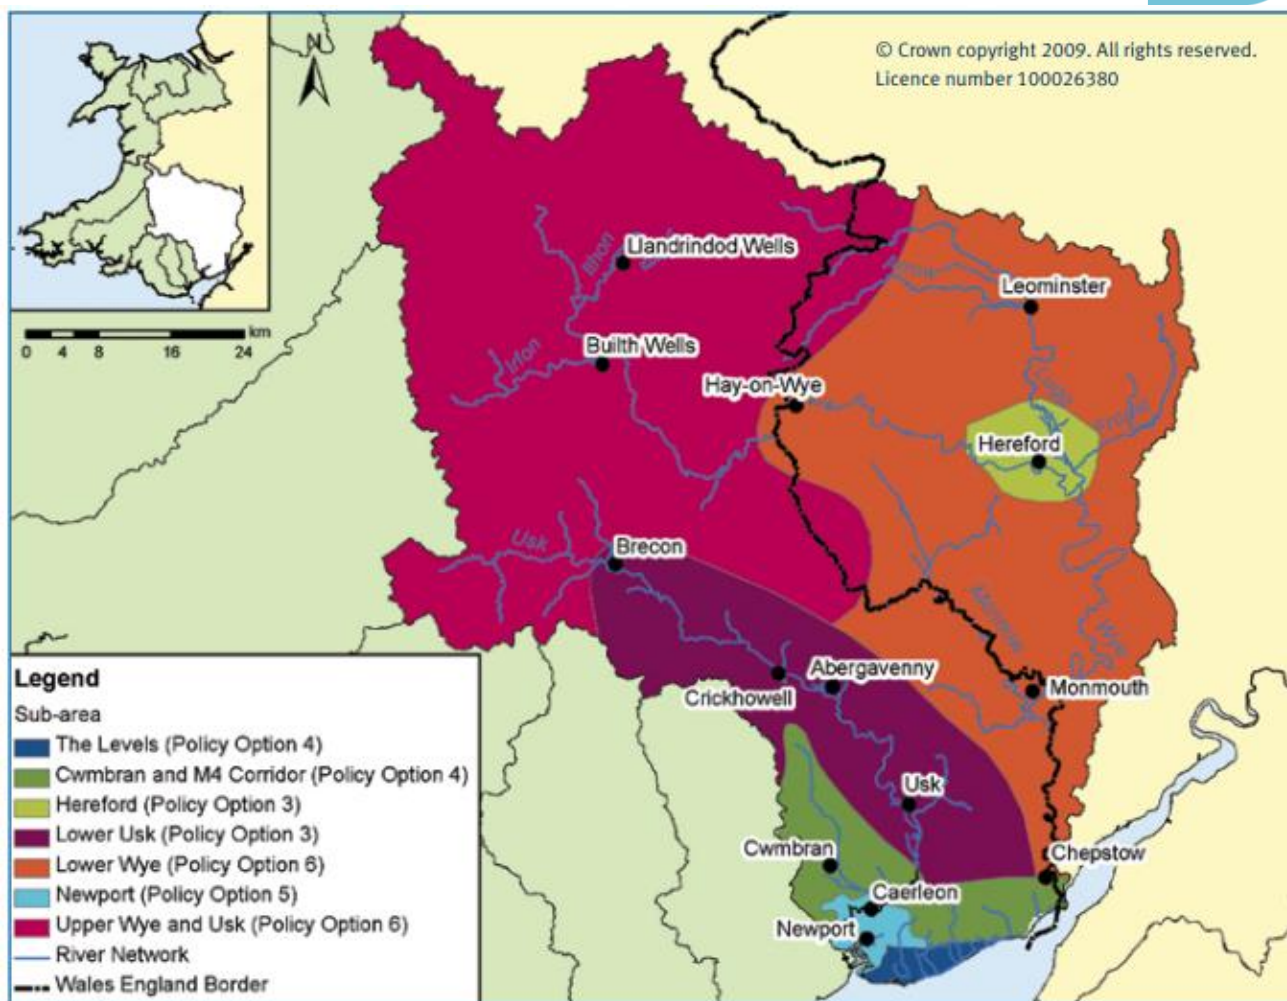 © Crown copyright 2009. All rights reserved.
Licence number 100026380
N
km
0 4 8 16 24
Llandrindod Wells
Ithon
Leominster
Builth Wells
Irfon
Hay-on-Wye
Lugg
Frome
Hereford
Usk
Brecon
Monnow
Wye
Abergavenny
Crickhowell
Monmouth
Usk
Cwmbran
Chepstow
Caerleon
Newport
Legend
Sub-area
The Levels (Policy Option 4)
Cwmbran and M4 Corridor (Policy Option 4)
Hereford (Policy Option 3)
Lower Usk (Policy Option 3)
Lower Wye (Policy Option 6)
Newport (Policy Option 5)
Upper Wye and Usk (Policy Option 6)
River Network
Wales England Border